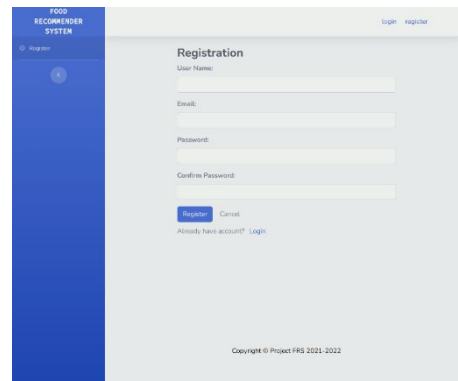 FOOD
RECOMMENDER
SYSTEM
Register
login register
Registration
User Name:
Email:
Password:
Confirm Password:
Register Cancel
Already have account? Login
Copyright © Project FRS 2021-2022